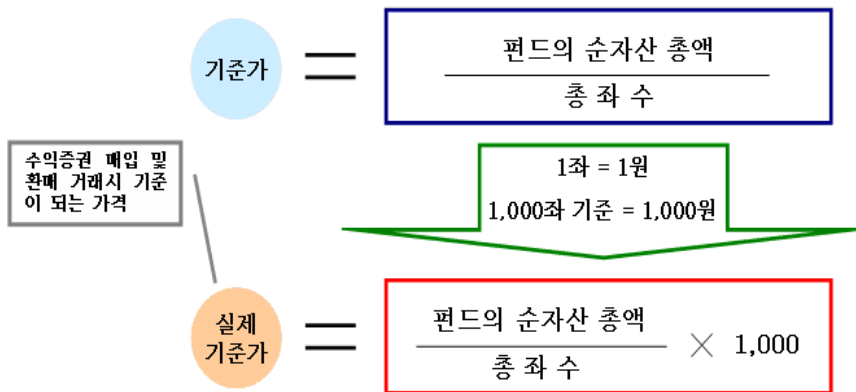 기준가
펀드의 순자산 총액
총 좌 수
수익증권 매입 및
환매 거래시 기준
이 되는 가격
1좌 = 1원
1,000좌 기준 = 1,000원
실제
기준가
펀드의 순자산 총액
총 좌 수
× 1,000